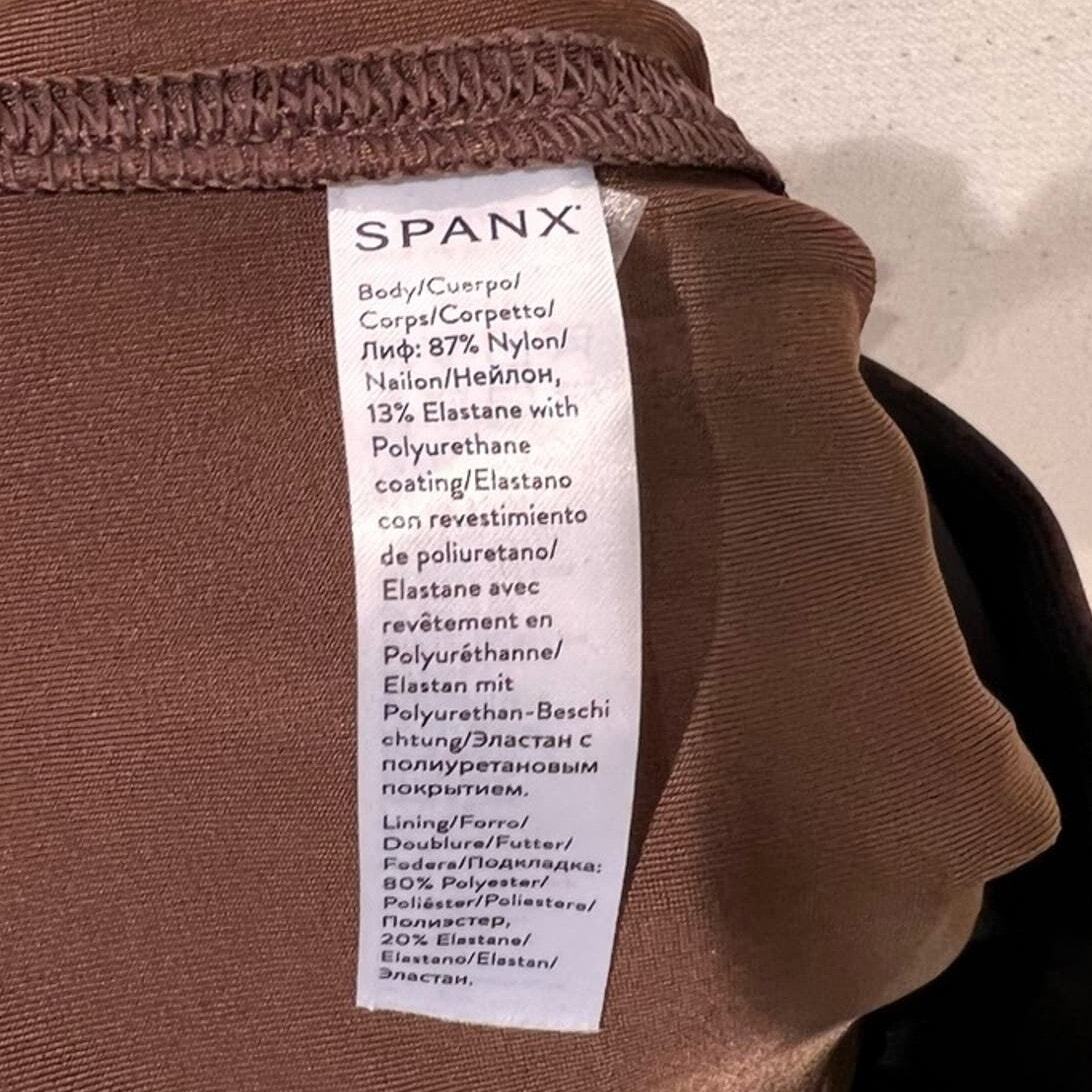 SPANX
Body/Cuerpo/
Corps/Corpetto/
Лиф: 87% Nylon/
Nailon/Нейлон,
13% Elastane with
Polyurethane
coating/Elastano
con revestimiento
de poliuretano/
Elastane avec
revêtement en
Polyuréthanne/
Elastan mit
Polyurethan-Beschi
chtung/Эластан с
полиуретановым
покрытием.
Lining/Forro/
Doublure/Futter/
Fodera/Подкладка:
80% Polyester/
Poliéster/Poliestere/
Полиэстер,
20% Elastane/
Elastano/Elastan/
Эластан.